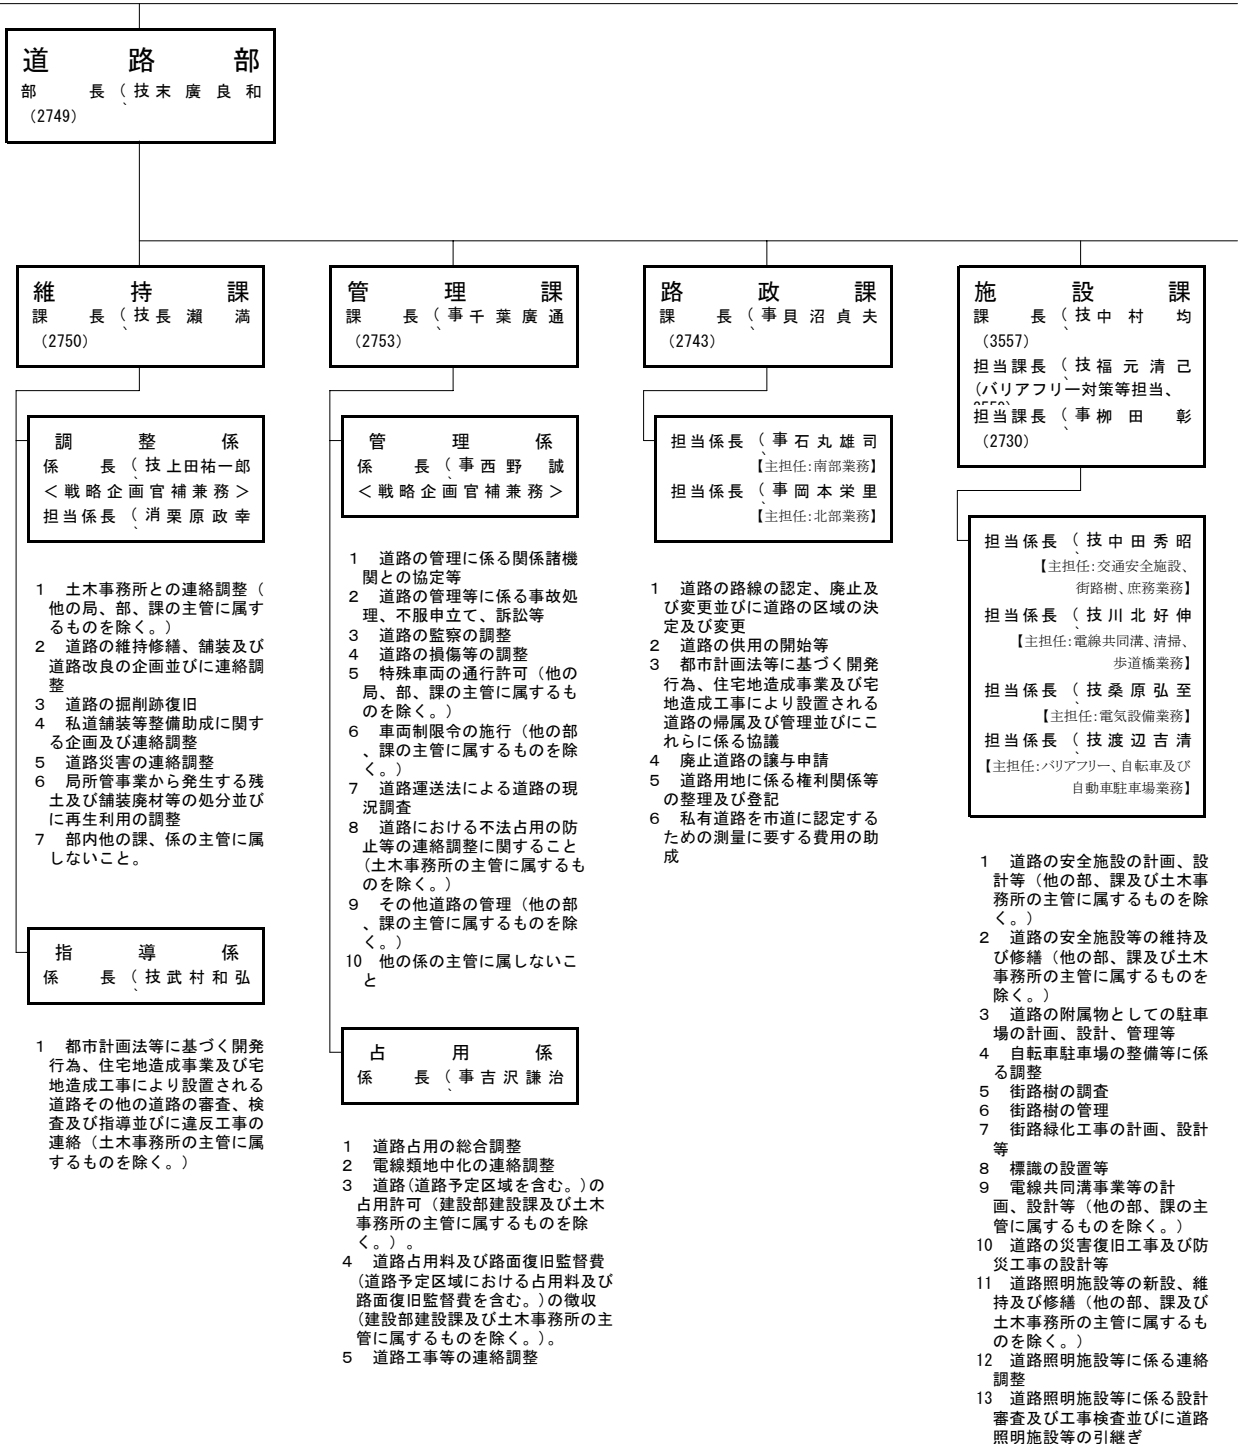 道路部
部長（技、末廣良和
（2749）
維持課
課長（技、長瀬満
（2750）
調整係
係長（技、上田祐一郎
＜戦略企画官補兼務＞
担当係長（消、栗原政幸
1　土木事務所との連絡調整（
他の局、部、課の主管に属す
るものを除く。）
2　道路の維持修繕、舗装及び
道路改良の企画並びに連絡調
整
3　道路の掘削跡復旧
4　私道舗装等整備助成に関す
る企画及び連絡調整
5　道路災害の連絡調整
6　局所管事業から発生する残
土及び舗装廃材等の処分並び
に再生利用の調整
7　部内他の課、係の主管に属
しないこと。
指導係
係長（技、武村和弘
1　都市計画法等に基づく開発
行為、住宅地造成事業及び宅
地造成工事により設置される
道路その他の道路の審査、検
査及び指導並びに違反工事の
連絡（土木事務所の主管に属
するものを除く。）
管理課
課長（事、千葉廣通
（2753）
管理係
係長（事、西野誠
＜戦略企画官補兼務＞
1　道路の管理に係る関係諸機
関との協定等
2　道路の管理等に係る事故処
理、不服申立て、訴訟等
3　道路の監察の調整
4　道路の損傷等の調整
5　特殊車両の通行許可（他の
局、部、課の主管に属するも
のを除く。）
6　車両制限令の施行（他の部
、課の主管に属するものを除
く。）
7　道路運送法による道路の現
況調査
8　道路における不法占用の防
止等の連絡調整に関すること
（土木事務所の主管に属するも
のを除く。）
9　その他道路の管理（他の部
、課の主管に属するものを除
く。）
10　他の係の主管に属しないこ
と
占用係
係長（事、吉沢謙治
1　道路占用の総合調整
2　電線類地中化の連絡調整
3　道路（道路予定区域を含む。）の
占用許可（建設部建設課及び土木
事務所の主管に属するものを除
く。）。
4　道路占用料及び路面復旧監督費
（道路予定区域における占用料及び
路面復旧監督費を含む。）の徴収
（建設部建設課及び土木事務所の主
管に属するものを除く。）。
5　道路工事等の連絡調整
路政課
課長（事、貝沼貞夫
（2743）
担当係長（事、石丸雄司
【主担任：南部業務】
担当係長（事、岡本栄里
【主担任：北部業務】
1　道路の路線の認定、廃止及
び変更並びに道路の区域の決
定及び変更
2　道路の供用の開始等
3　都市計画法等に基づく開発
行為、住宅地造成事業及び宅
地造成工事により設置される
道路の帰属及び管理並びにこ
れらに係る協議
4　廃止道路の譲与申請
5　道路用地に係る権利関係等
の整理及び登記
6　私有道路を市道に認定する
ための測量に要する費用の助
成
施設課
課長（技、中村均
（3557）
担当課長（技、福元清己
（バリアフリー対策等担当、
担当課長（事、栁田彰
（2730）
担当係長（技、中田秀昭
【主担任：交通安全施設、
街路樹、庶務業務】
担当係長（技、川北好伸
【主担任：電線共同溝、清掃、
歩道橋業務】
担当係長（技、桑原弘至
【主担任：電気設備業務】
担当係長（技、渡辺吉清
【主担任：バリアフリー、自転車及び
自動車駐車場業務】
1　道路の安全施設の計画、設
計等（他の部、課及び土木事
務所の主管に属するものを除
く。）
2　道路の安全施設等の維持及
び修繕（他の部、課及び土木
事務所の主管に属するものを
除く。）
3　道路の附属物としての駐車
場の計画、設計、管理等
4　自転車駐車場の整備等に係
る調整
5　街路樹の調査
6　街路樹の管理
7　街路緑化工事の計画、設計
等
8　標識の設置等
9　電線共同溝事業等の計
画、設計等（他の部、課の主
管に属するものを除く。）
10　道路の災害復旧工事及び防
災工事の設計等
11　道路照明施設等の新設、維
持及び修繕（他の部、課及び
土木事務所の主管に属するも
のを除く。）
12　道路照明施設等に係る連絡
調整
13　道路照明施設等に係る設計
審査及び工事検査並びに道路
照明施設等の引継ぎ